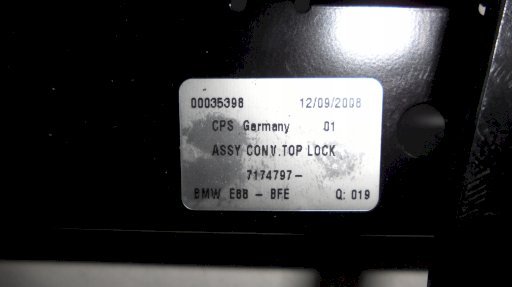 00035398 12/09/2008
CPS Germany 01
ASSY CONV.TOP LOCK
7174797-
BMW E88 - BFE Q: 019